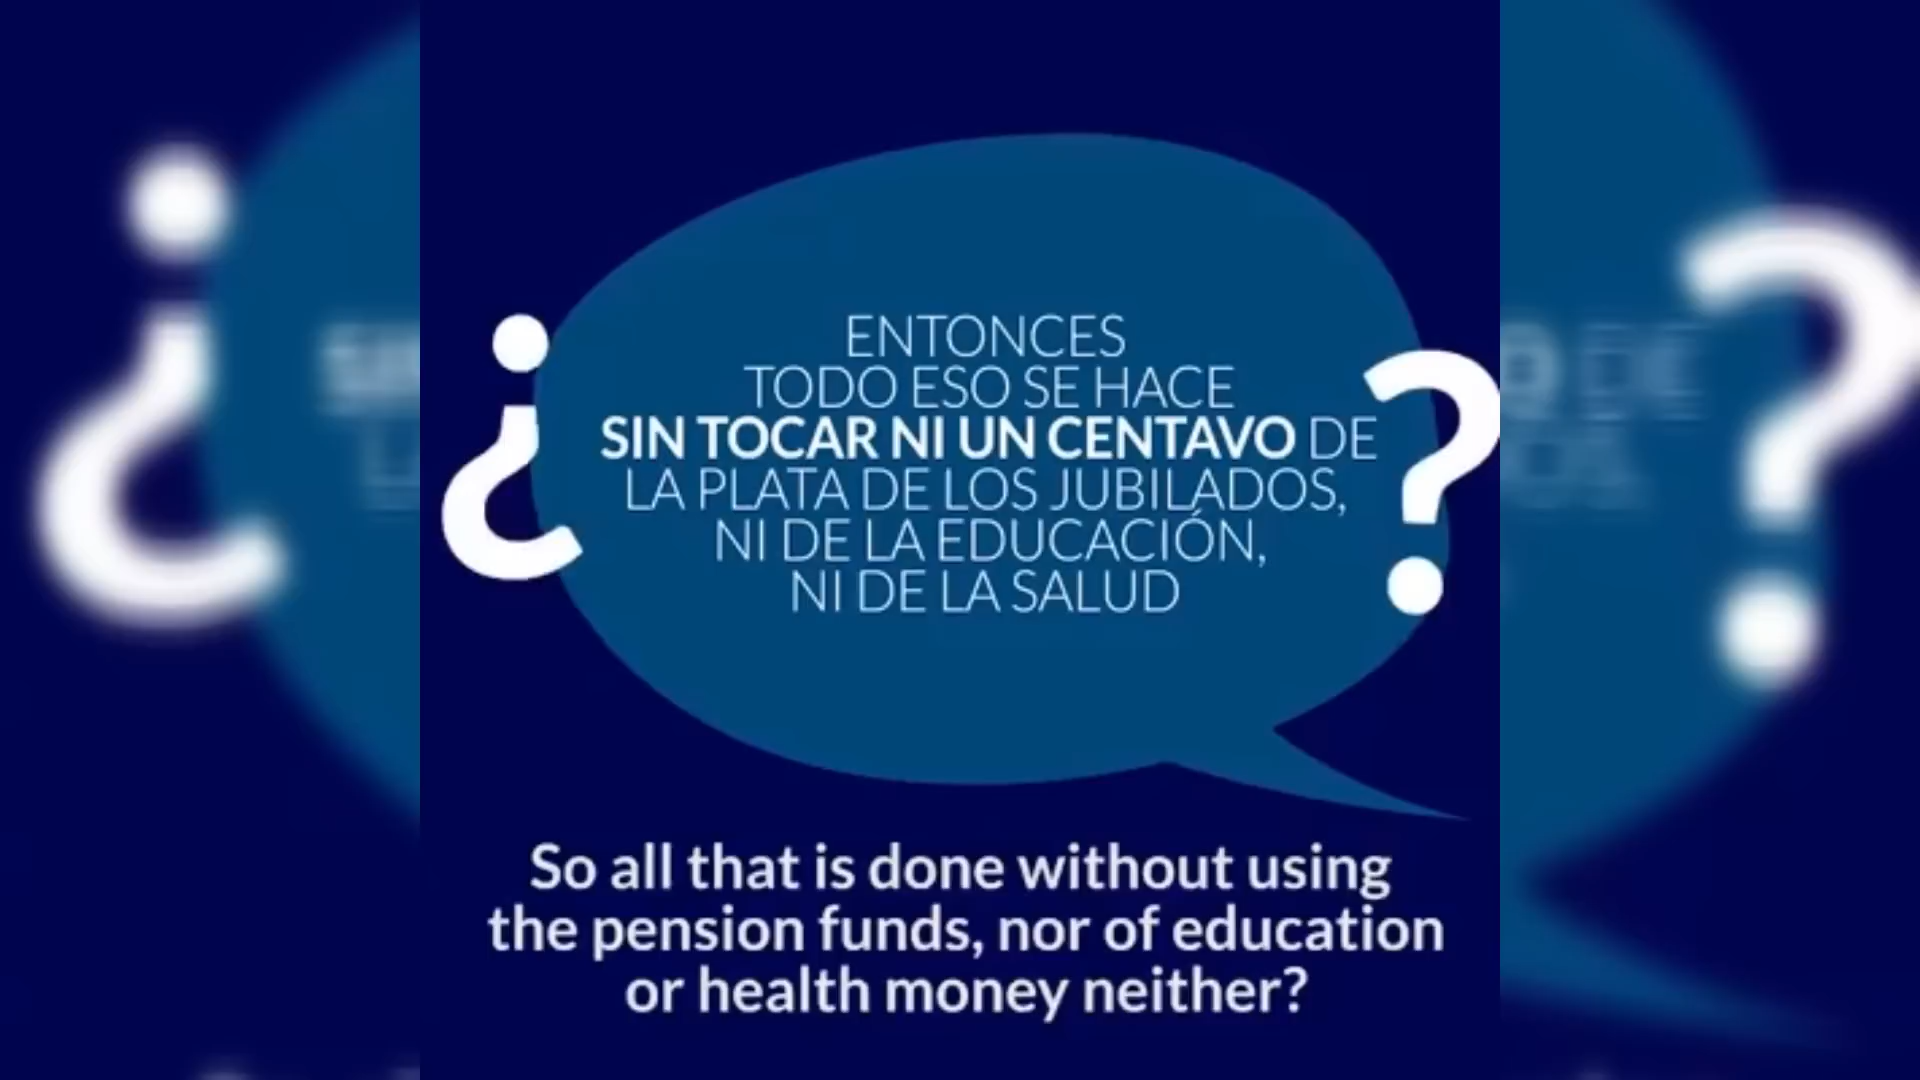 ¿
ENTONCES
TODO ESO SE HACE
SIN TOCAR NI UN CENTAVO DE
LA PLATA DE LOS JUBILADOS,
NI DE LA EDUCACIÓN,
NI DE LA SALUD
?
So all that is done without using
the pension funds, nor of education
or health money neither?